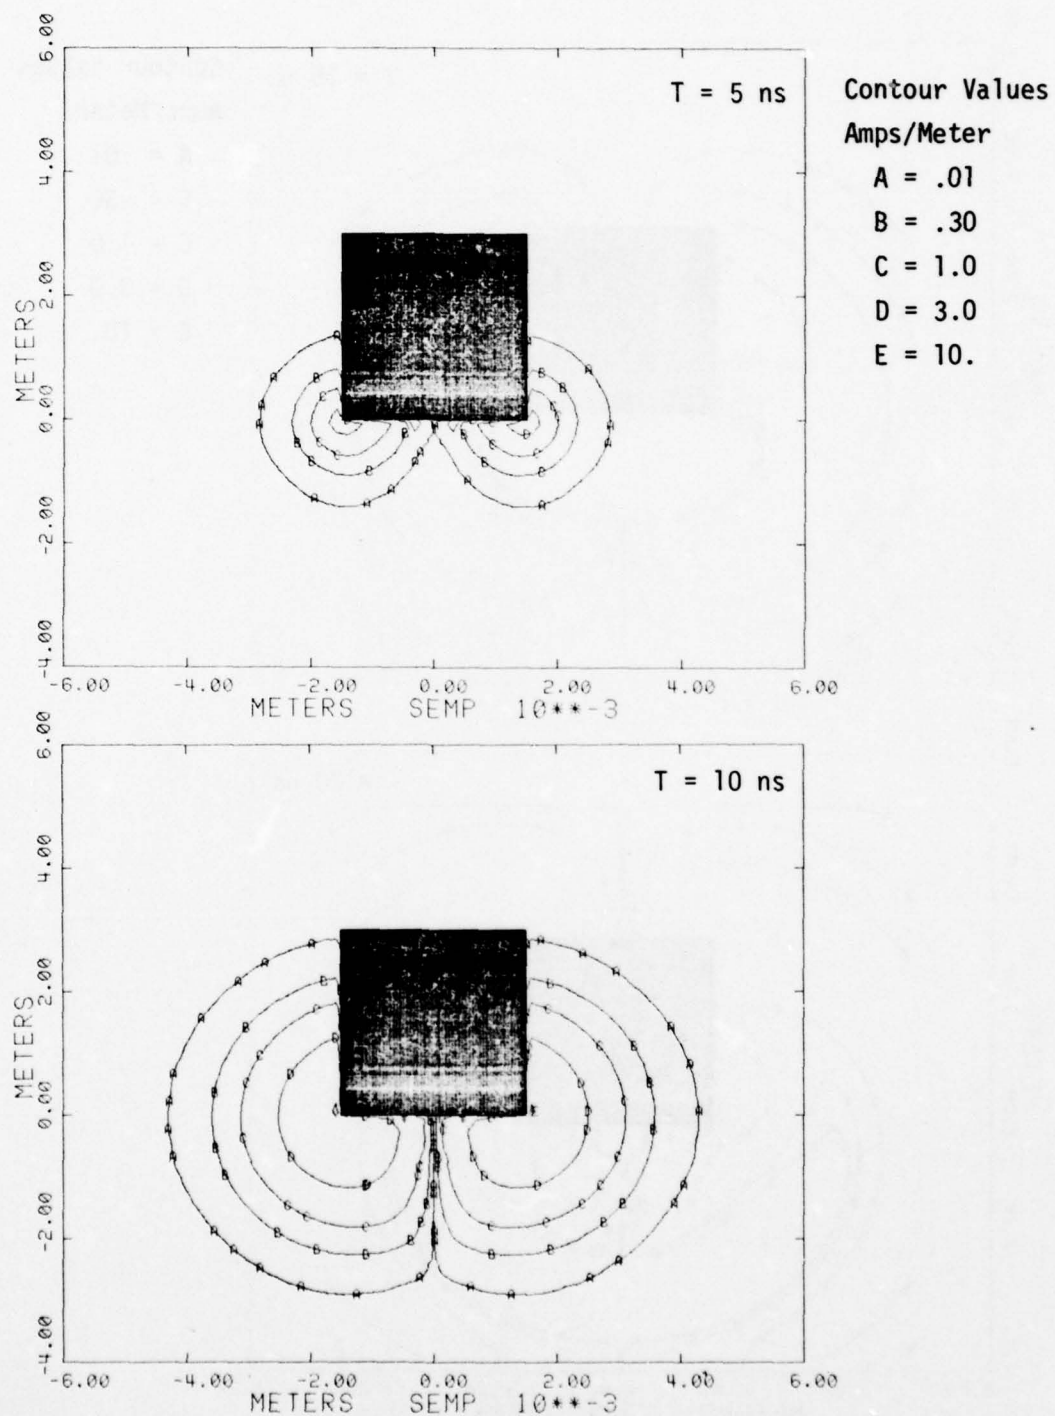 T = 5 ns
Contour Values
Amps/Meter
A = .01
B = .30
C = 1.0
D = 3.0
E = 10.
METERS
6.00
4.00
2.00
0.00
-2.00
-4.00
-6.00 -4.00 -2.00 0.00 2.00 4.00 6.00
METERS SEMP 10**-3
T = 10 ns
METERS
6.00
4.00
2.00
0.00
-2.00
-4.00
-6.00 -4.00 -2.00 0.00 2.00 4.00 6.00
METERS SEMP 10**-3